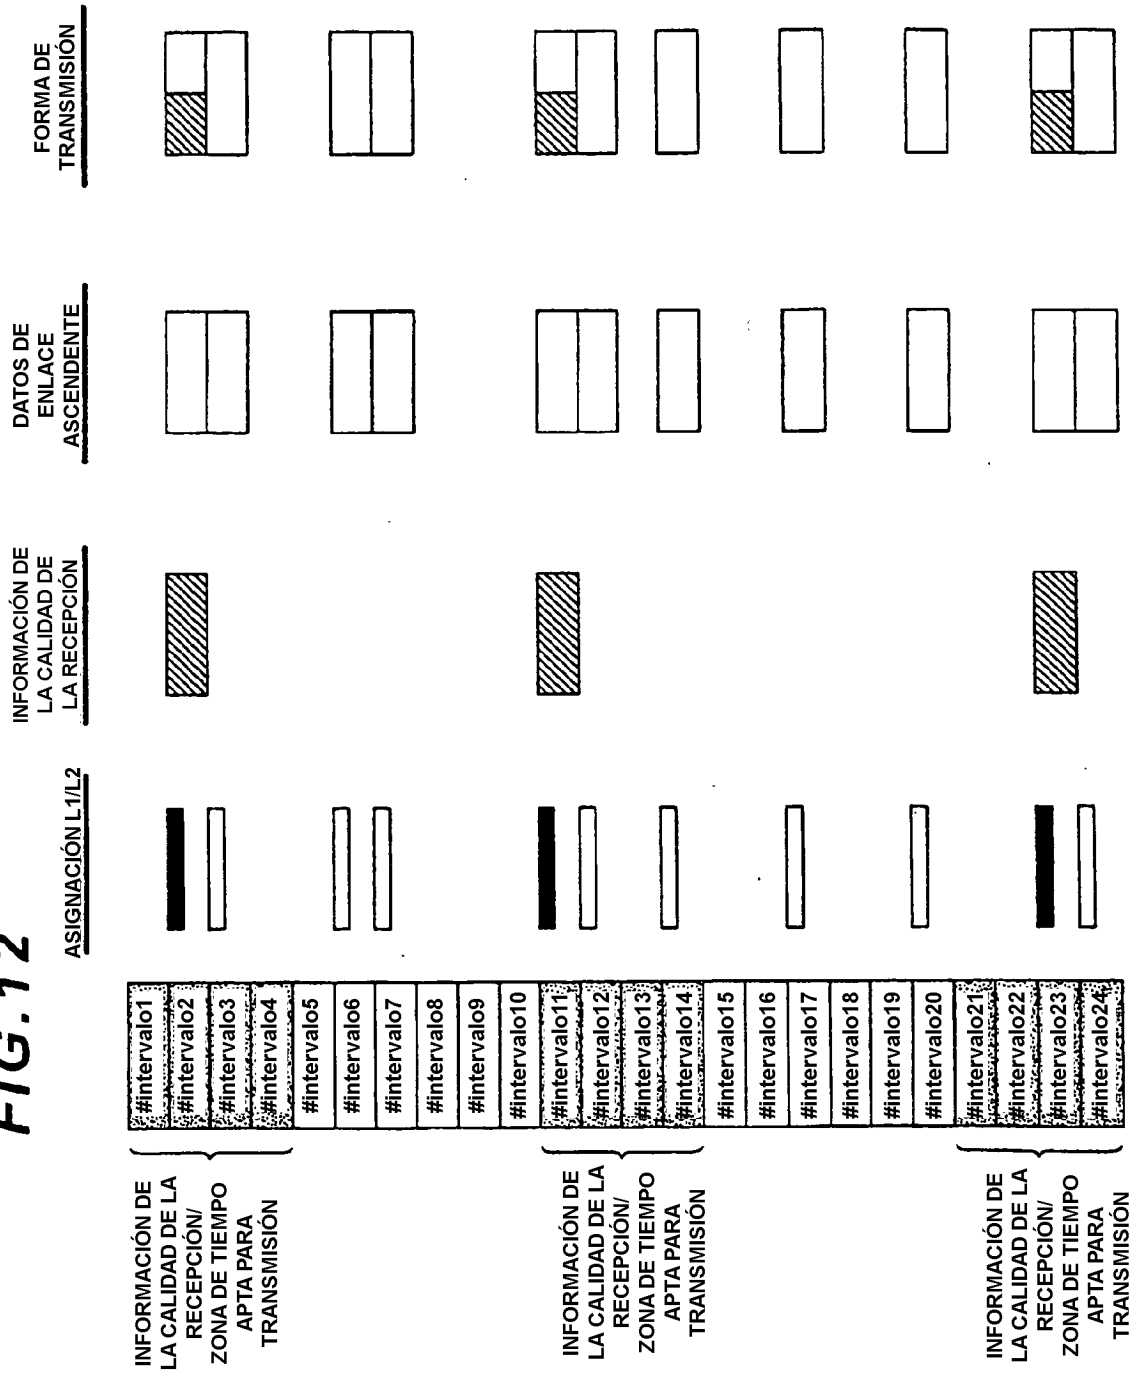 FIG.12
INFORMACIÓN DE
LA CALIDAD DE LA
RECEPCIÓN/
ZONA DE TIEMPO
APTA PARA
TRANSMISIÓN
INFORMACIÓN DE
LA CALIDAD DE LA
RECEPCIÓN/
ZONA DE TIEMPO
APTA PARA
TRANSMISIÓN
INFORMACIÓN DE
LA CALIDAD DE LA
RECEPCIÓN/
ZONA DE TIEMPO
APTA PARA
TRANSMISIÓN
#intervalo1
#intervalo2
#intervalo3
#intervalo4
#intervalo5
#intervalo6
#intervalo7
#intervalo8
#intervalo9
#intervalo10
#intervalo11
#intervalo12
#intervalo13
#intervalo14
#intervalo15
#intervalo16
#intervalo17
#intervalo18
#intervalo19
#intervalo20
#intervalo21
#intervalo22
#intervalo23
#intervalo24
ASIGNACIÓN L1/L2
INFORMACIÓN DE
LA CALIDAD DE
LA RECEPCIÓN
DATOS DE
ENLACE
ASCENDENTE
FORMA DE
TRANSMISIÓN